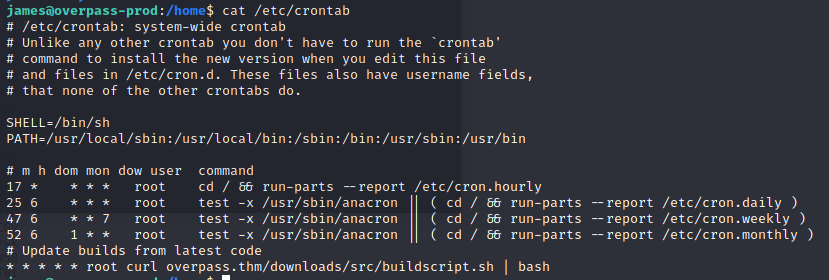 james@overpass-prod:/home$ cat /etc/crontab
# /etc/crontab: system-wide crontab
# Unlike any other crontab you don't have to run the `crontab'
# command to install the new version when you edit this file
# and files in /etc/cron.d. These files also have username fields,
# that none of the other crontabs do.

SHELL=/bin/sh
PATH=/usr/local/sbin:/usr/local/bin:/sbin:/bin:/usr/sbin:/usr/bin

# m h dom mon dow user  command
17 *    * * *   root    cd / && run-parts --report /etc/cron.hourly
25 6    * * *   root    test -x /usr/sbin/anacron || ( cd / && run-parts --report /etc/cron.daily )
47 6    * * 7   root    test -x /usr/sbin/anacron || ( cd / && run-parts --report /etc/cron.weekly )
52 6    1 * *   root    test -x /usr/sbin/anacron || ( cd / && run-parts --report /etc/cron.monthly )
# Update builds from latest code
* * * * * root curl overpass.thm/downloads/src/buildscript.sh | bash